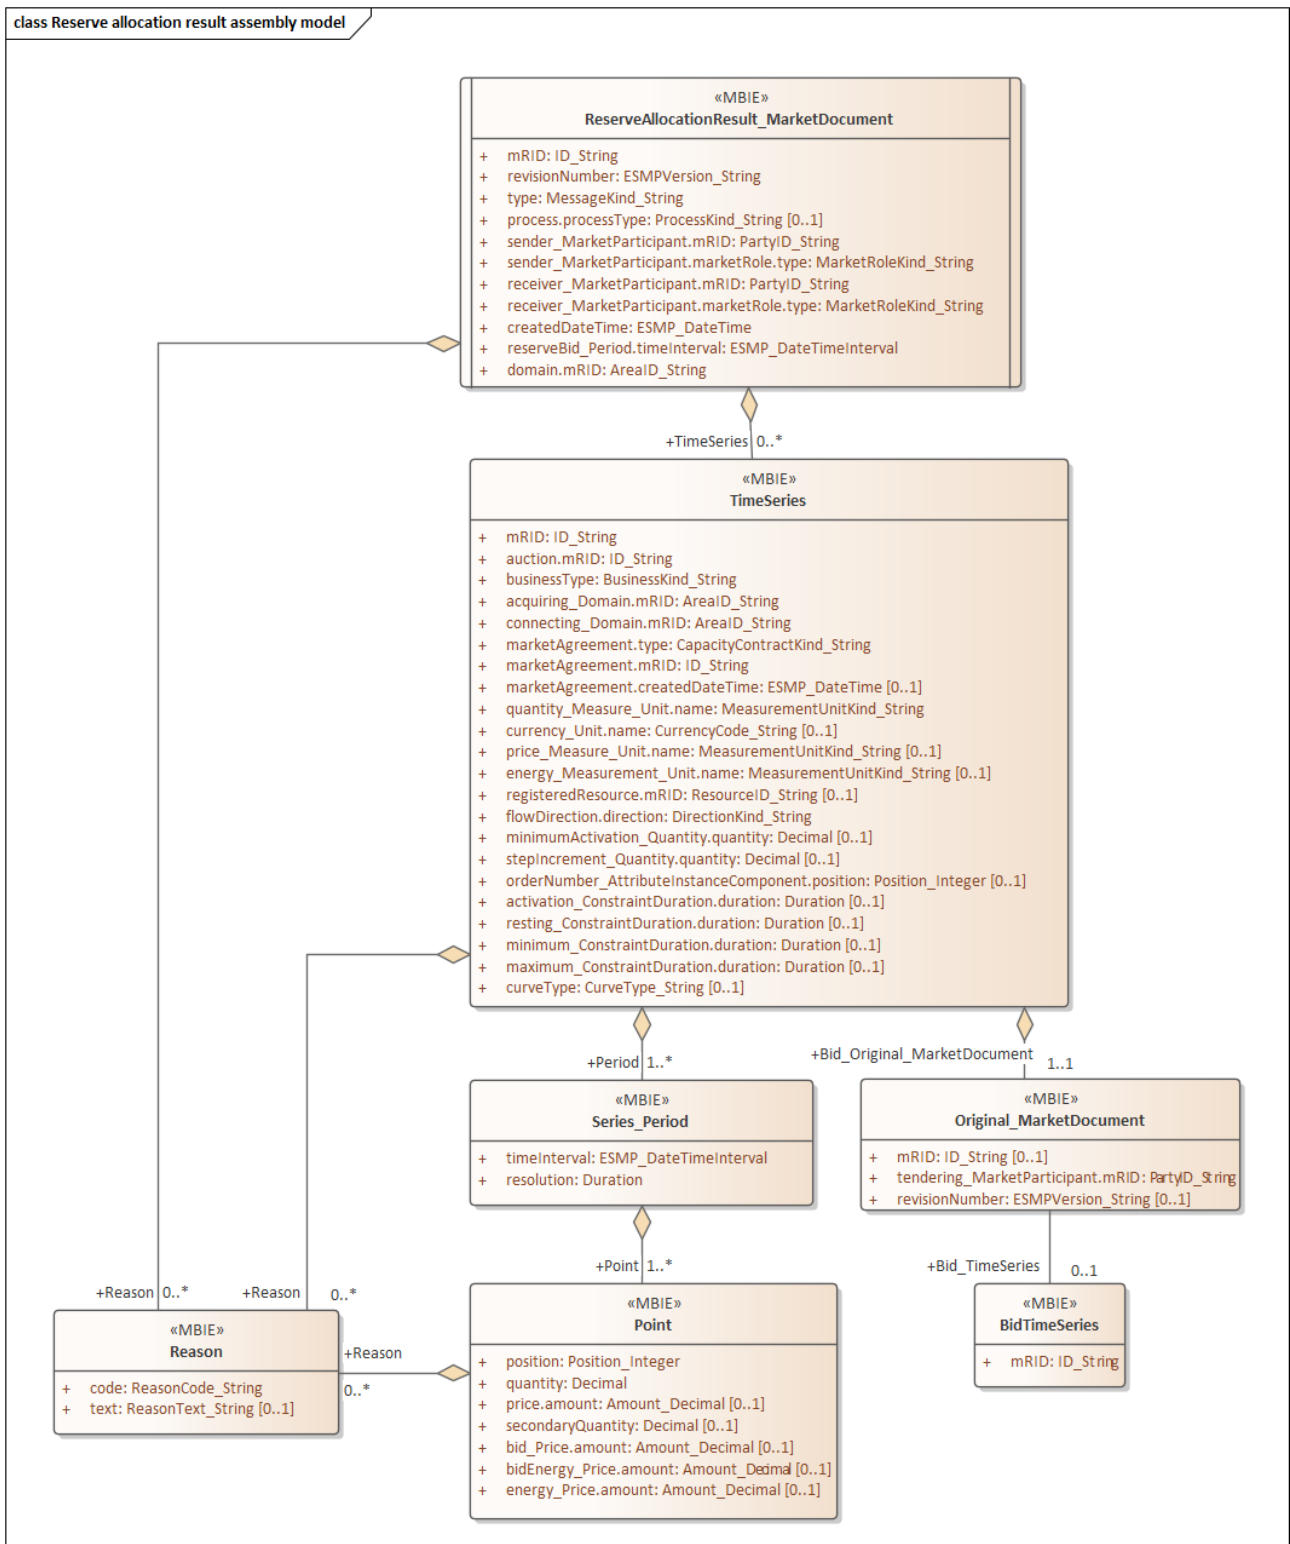 class Reserve allocation result assembly model
«MBIE»
ReserveAllocationResult_MarketDocument
+ mRID: ID_String
+ revisionNumber: ESMPVersion_String
+ type: MessageKind_String
+ process.processType: ProcessKind_String [0..1]
+ sender_MarketParticipant.mRID: PartyID_String
+ sender_MarketParticipant.marketRole.type: MarketRoleKind_String
+ receiver_MarketParticipant.mRID: PartyID_String
+ receiver_MarketParticipant.marketRole.type: MarketRoleKind_String
+ createdDateTime: ESMP_DateTime
+ reserveBid_Period.timeInterval: ESMP_DateTimeInterval
+ domain.mRID: AreaID_String
+TimeSeries 0..*
«MBIE»
TimeSeries
+ mRID: ID_String
+ auction.mRID: ID_String
+ businessType: BusinessKind_String
+ acquiring_Domain.mRID: AreaID_String
+ connecting_Domain.mRID: AreaID_String
+ marketAgreement.type: CapacityContractKind_String
+ marketAgreement.mRID: ID_String
+ marketAgreement.createdDateTime: ESMP_DateTime [0..1]
+ quantity_Measure_Unit.name: MeasurementUnitKind_String
+ currency_Unit.name: CurrencyCode_String [0..1]
+ price_Measure_Unit.name: MeasurementUnitKind_String [0..1]
+ energy_Measurement_Unit.name: MeasurementUnitKind_String [0..1]
+ registeredResource.mRID: ResourceID_String [0..1]
+ flowDirection.direction: DirectionKind_String
+ minimumActivation_Quantity.quantity: Decimal [0..1]
+ stepIncrement_Quantity.quantity: Decimal [0..1]
+ orderNumber_AttributeInstanceComponent.position: Position_Integer [0..1]
+ activation_ConstraintDuration.duration: Duration [0..1]
+ resting_ConstraintDuration.duration: Duration [0..1]
+ minimum_ConstraintDuration.duration: Duration [0..1]
+ maximum_ConstraintDuration.duration: Duration [0..1]
+ curveType: CurveType_String [0..1]
+Period 1..*
+Bid_Original_MarketDocument
1..1
«MBIE»
Series_Period
+ timeInterval: ESMP_DateTimeInterval
+ resolution: Duration
«MBIE»
Original_MarketDocument
+ mRID: ID_String [0..1]
+ tendering_MarketParticipant.mRID: PartyID_String
+ revisionNumber: ESMPVersion_String [0..1]
+Point 1..*
+Bid_TimeSeries 0..1
+Reason 0..*
+Reason 0..*
«MBIE»
Reason
+ code: ReasonCode_String
+ text: ReasonText_String [0..1]
+Reason
0..*
«MBIE»
Point
+ position: Position_Integer
+ quantity: Decimal
+ price.amount: Amount_Decimal [0..1]
+ secondaryQuantity: Decimal [0..1]
+ bid_Price.amount: Amount_Decimal [0..1]
+ bidEnergy_Price.amount: Amount_Decimal [0..1]
+ energy_Price.amount: Amount_Decimal [0..1]
«MBIE»
BidTimeSeries
+ mRID: ID_String